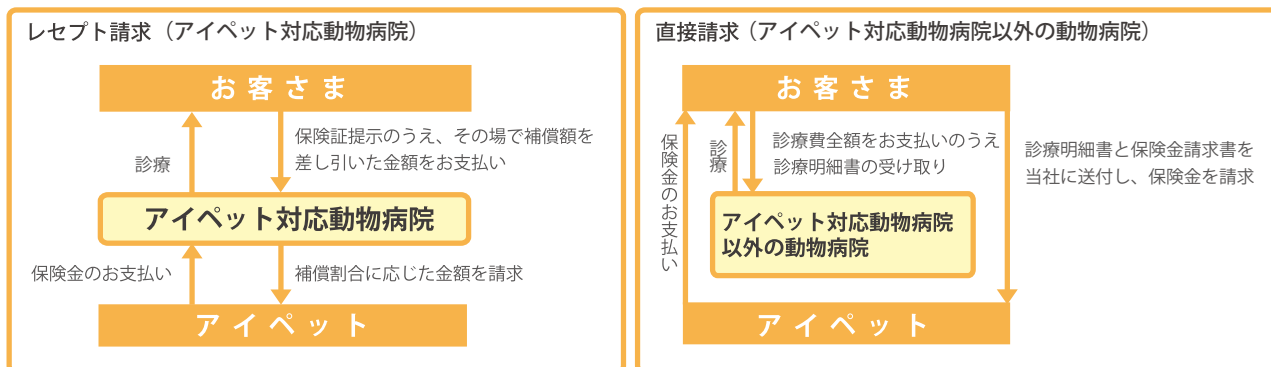 レセプト請求（アイペット対応動物病院）
お客さま
診療
保険証提示のうえ、その場で補償額を
差し引いた金額をお支払い
アイペット対応動物病院
保険金のお支払い
補償割合に応じた金額を請求
アイペット
直接請求（アイペット対応動物病院以外の動物病院）
お客さま
保険金のお支払い
診療
診療費全額をお支払いのうえ
診療明細書の受け取り
診療明細書と保険金請求書を
当社に送付し、保険金を請求
アイペット対応動物病院
以外の動物病院
アイペット